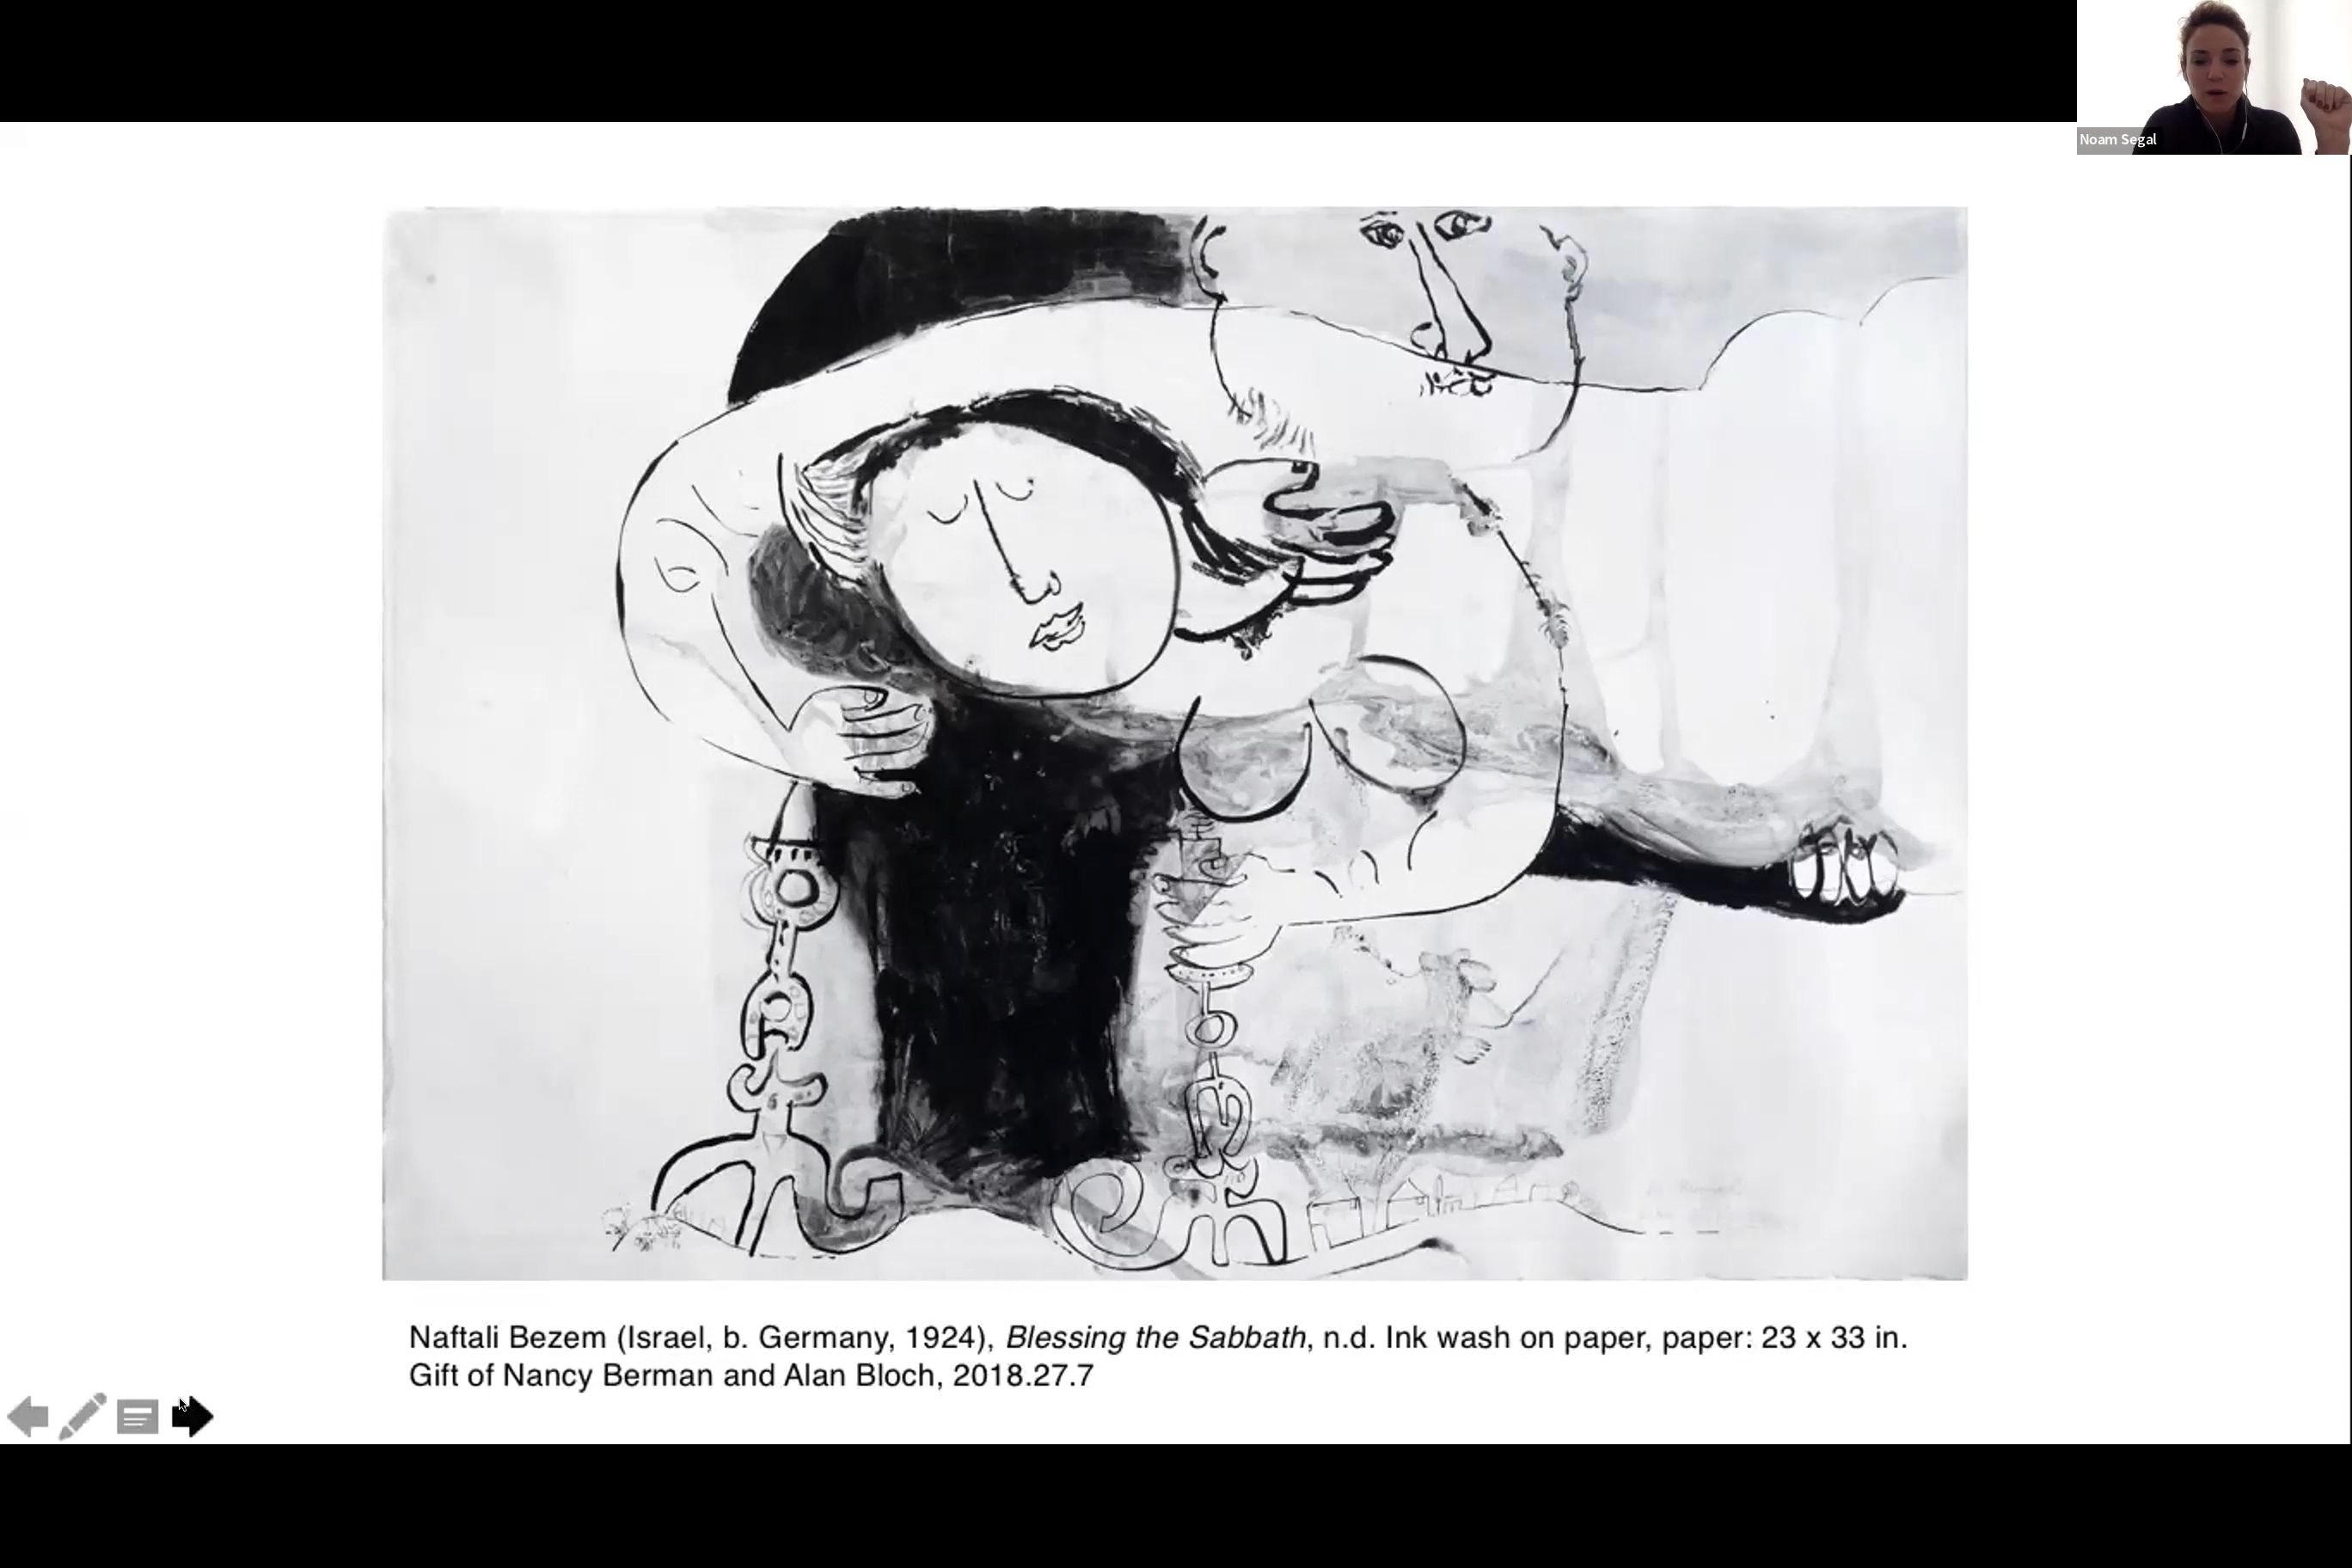 Noam Segal
Naftali Bezem (Israel, b. Germany, 1924), Blessing the Sabbath, n.d. Ink wash on paper, paper: 23 x 33 in.
Gift of Nancy Berman and Alan Bloch, 2018.27.7